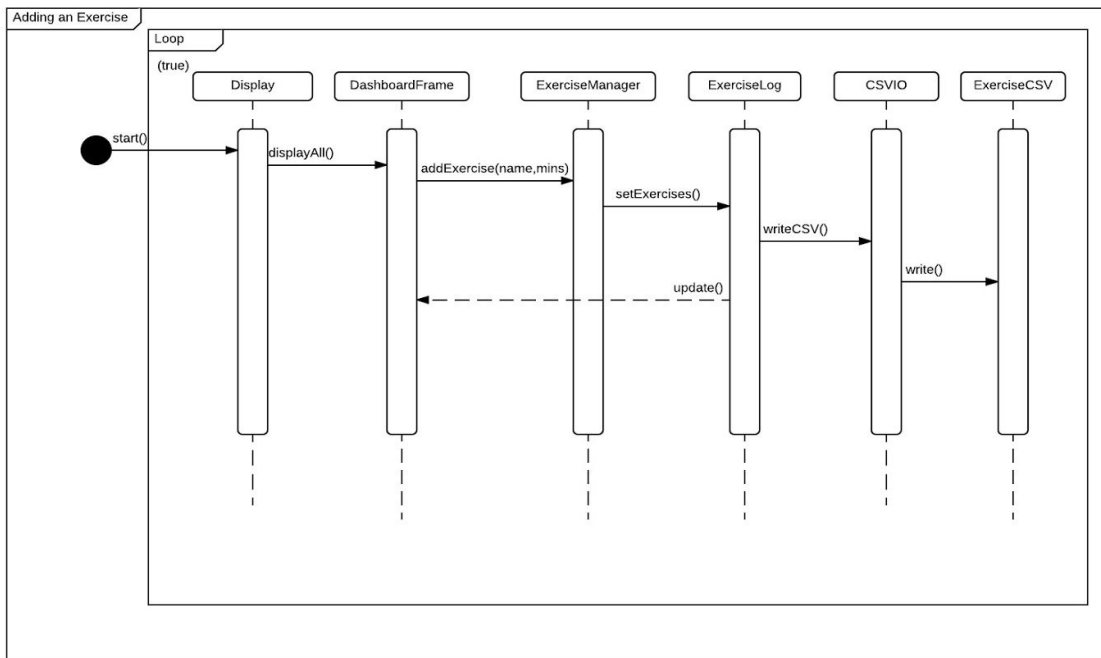 Adding an Exercise
Loop
(true)
Display
DashboardFrame
ExerciseManager
ExerciseLog
CSVIO
ExerciseCSV
start()
displayAll()
addExercise(name,mins)
setExercises()
writeCSV()
write()
update()